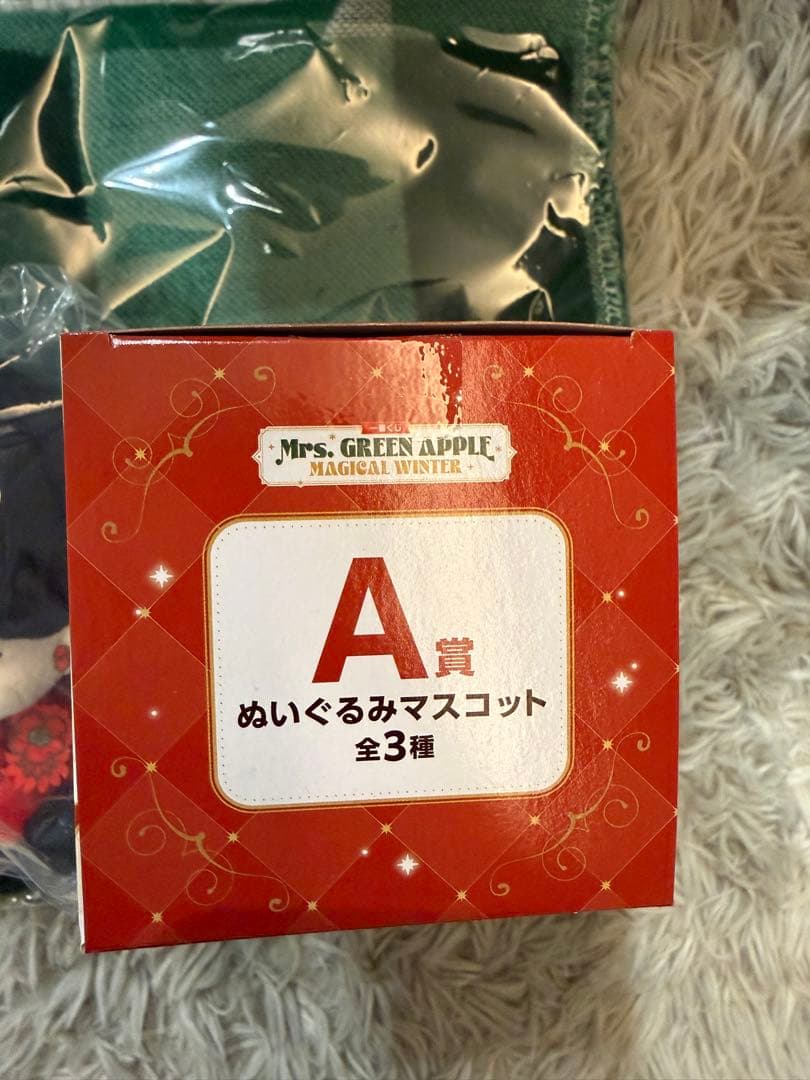 一番くじ
Mrs. GREEN APPLE
MAGICAL WINTER
A賞
ぬいぐるみマスコット
全3種